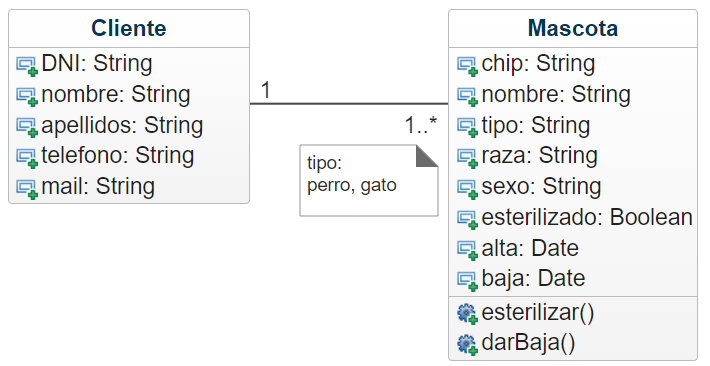 Cliente
DNI: String
nombre: String
apellidos: String
telefono: String
mail: String
1
1..*
tipo:
perro, gato
Mascota
chip: String
nombre: String
tipo: String
raza: String
sexo: String
esterilizado: Boolean
alta: Date
baja: Date
esterilizar()
darBaja()